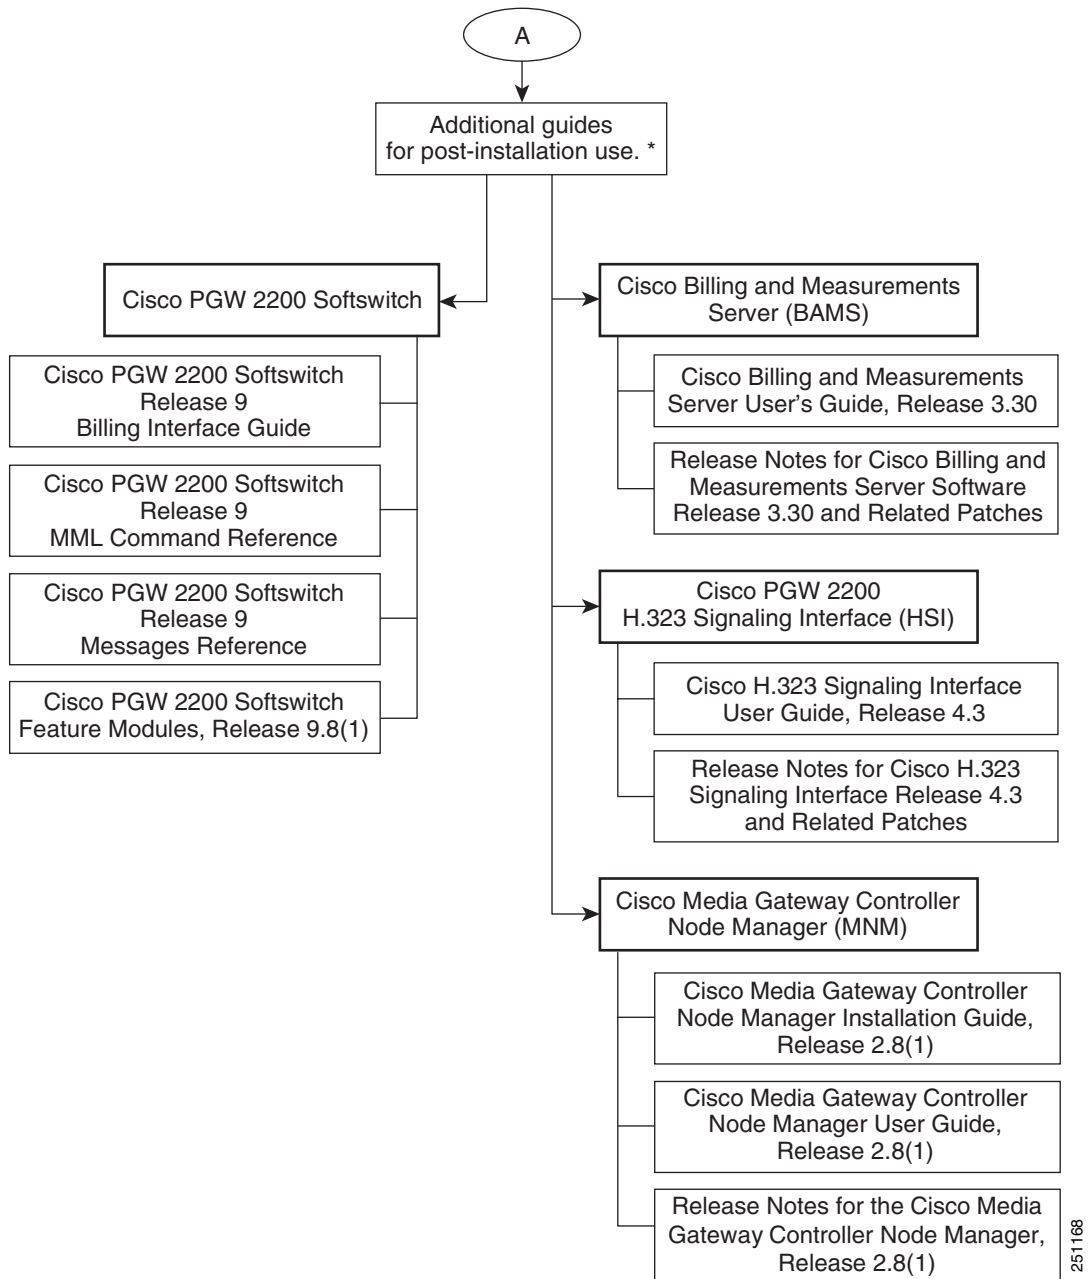 A
Additional guides
for post-installation use. *
Cisco PGW 2200 Softswitch
Cisco PGW 2200 Softswitch
Release 9
Billing Interface Guide
Cisco PGW 2200 Softswitch
Release 9
MML Command Reference
Cisco PGW 2200 Softswitch
Release 9
Messages Reference
Cisco PGW 2200 Softswitch
Feature Modules, Release 9.8(1)
Cisco Billing and Measurements
Server (BAMS)
Cisco Billing and Measurements
Server User's Guide, Release 3.30
Release Notes for Cisco Billing and
Measurements Server Software
Release 3.30 and Related Patches
Cisco PGW 2200
H.323 Signaling Interface (HSI)
Cisco H.323 Signaling Interface
User Guide, Release 4.3
Release Notes for Cisco H.323
Signaling Interface Release 4.3
and Related Patches
Cisco Media Gateway Controller
Node Manager (MNM)
Cisco Media Gateway Controller
Node Manager Installation Guide,
Release 2.8(1)
Cisco Media Gateway Controller
Node Manager User Guide,
Release 2.8(1)
Release Notes for the Cisco Media
Gateway Controller Node Manager,
Release 2.8(1)
251168